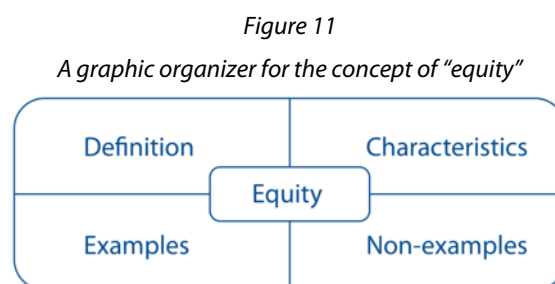 Figure 11
A graphic organizer for the concept of “equity”
Definition
Characteristics
Equity
Examples
Non-examples